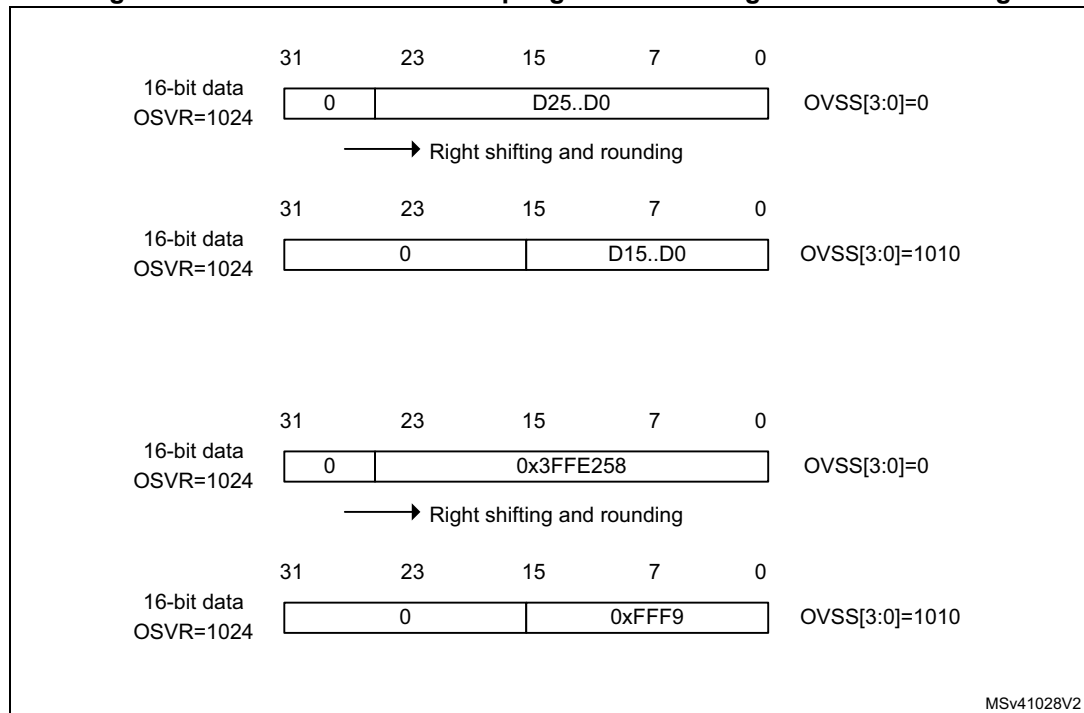 31 23 15 7 0
16-bit data
OSVR=1024
0 D25..D0 OVSS[3:0]=0
Right shifting and rounding
31 23 15 7 0
16-bit data
OSVR=1024
0 D15..D0 OVSS[3:0]=1010
31 23 15 7 0
16-bit data
OSVR=1024
0 0x3FFE258 OVSS[3:0]=0
Right shifting and rounding
31 23 15 7 0
16-bit data
OSVR=1024
0 0xFFF9 OVSS[3:0]=1010
MSv41028V2